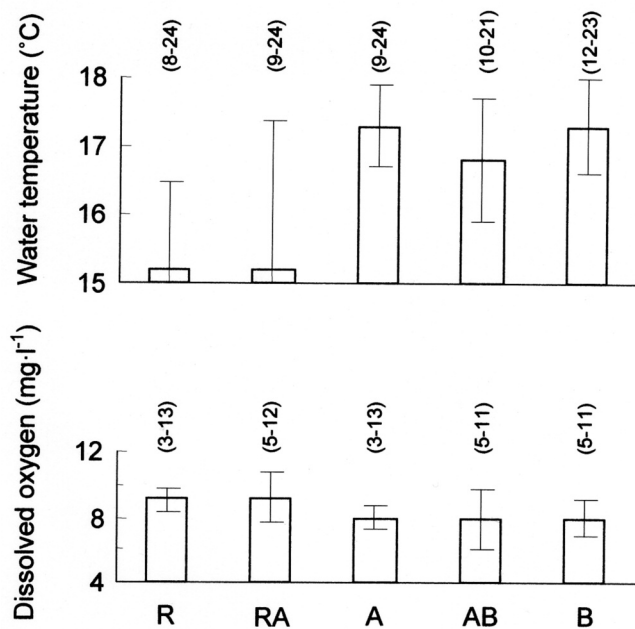 Water temperature (˚C)
(8-24) (9-24) (9-24) (10-21) (12-23)
18
17
16
15
Dissolved oxygen (mg·l⁻¹)
(3-13) (5-12) (3-13) (5-11) (5-11)
12
8
4
R RA A AB B